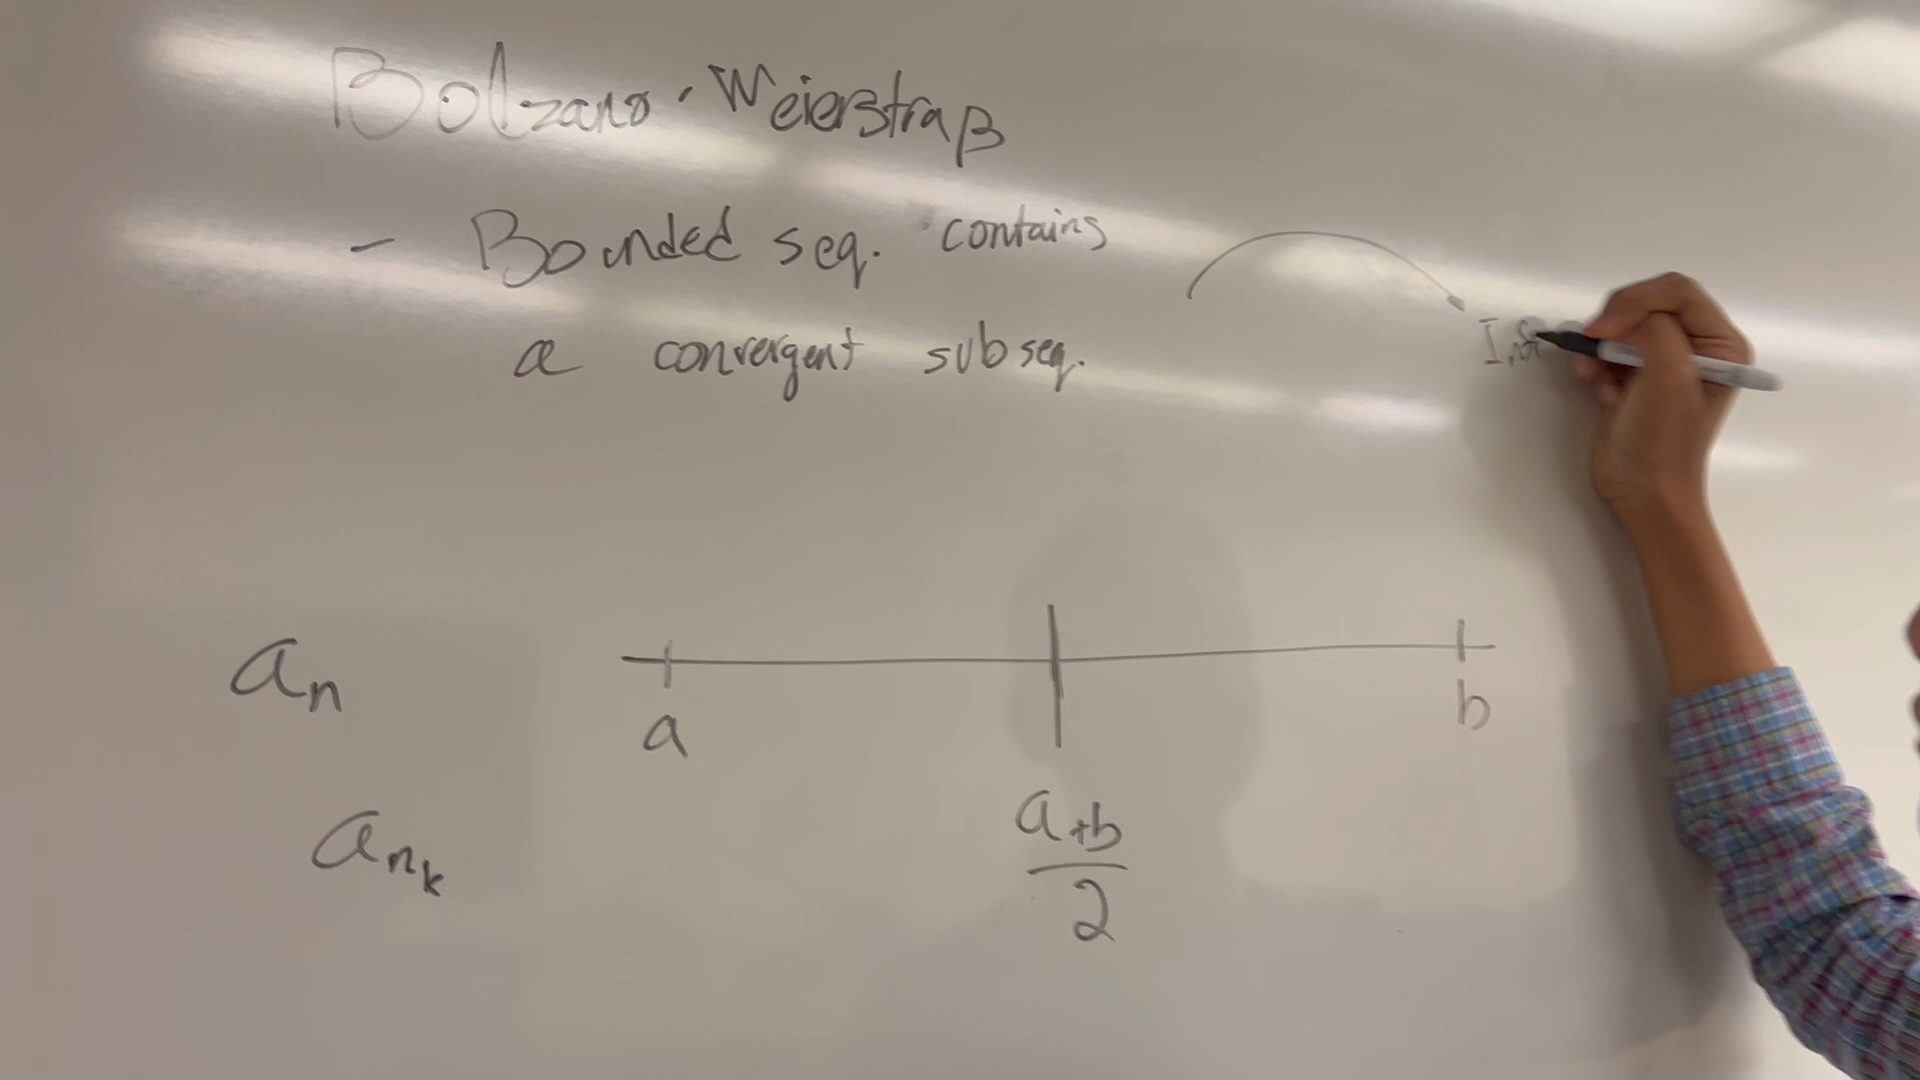 Bolzano-Weierstraß
- Bounded seq. contains
a convergent subseq.
a_n
a b
a_{n_k}
a+b
2